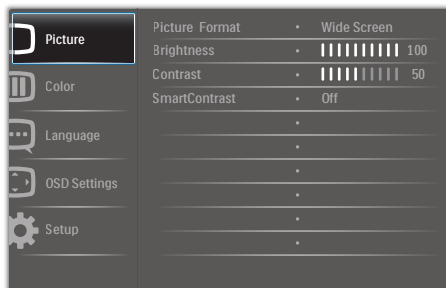 Picture
Color
Language
OSD Settings
Setup
Picture Format • Wide Screen
Brightness • 100
Contrast • 50
SmartContrast • Off
•
•
•
•
•
•